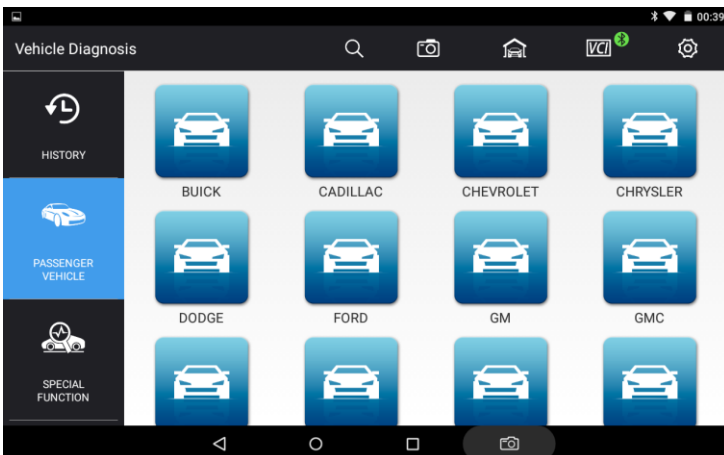 00:39
Vehicle Diagnosis
VCI
HISTORY
PASSENGER
VEHICLE
SPECIAL
FUNCTION
BUICK
CADILLAC
CHEVROLET
CHRYSLER
DODGE
FORD
GM
GMC